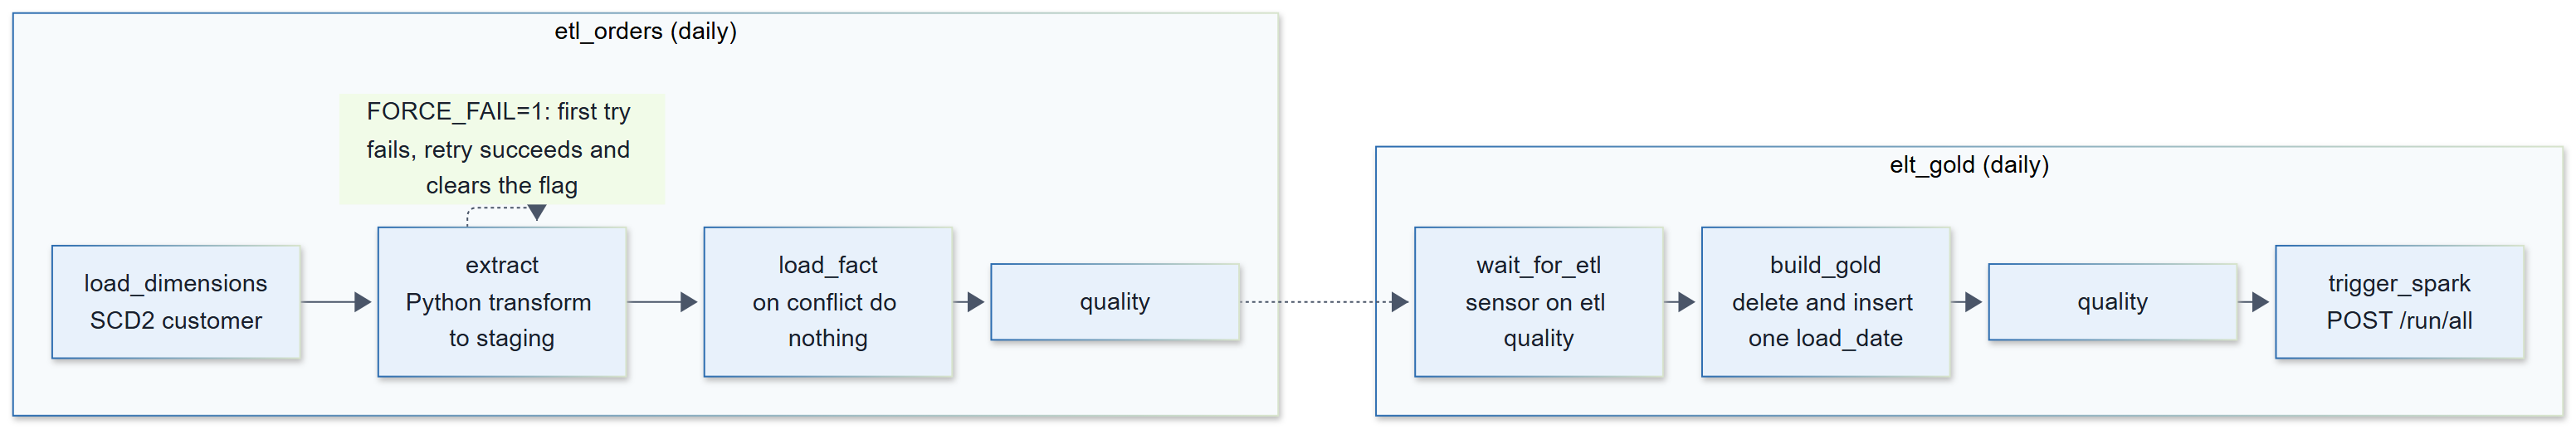 etl_orders (daily)
FORCE_FAIL=1: first try
fails, retry succeeds and
clears the flag
load_dimensions
SCD2 customer
extract
Python transform
to staging
load_fact
on conflict do
nothing
quality
elt_gold (daily)
wait_for_etl
sensor on etl
quality
build_gold
delete and insert
one load_date
quality
trigger_spark
POST /run/all